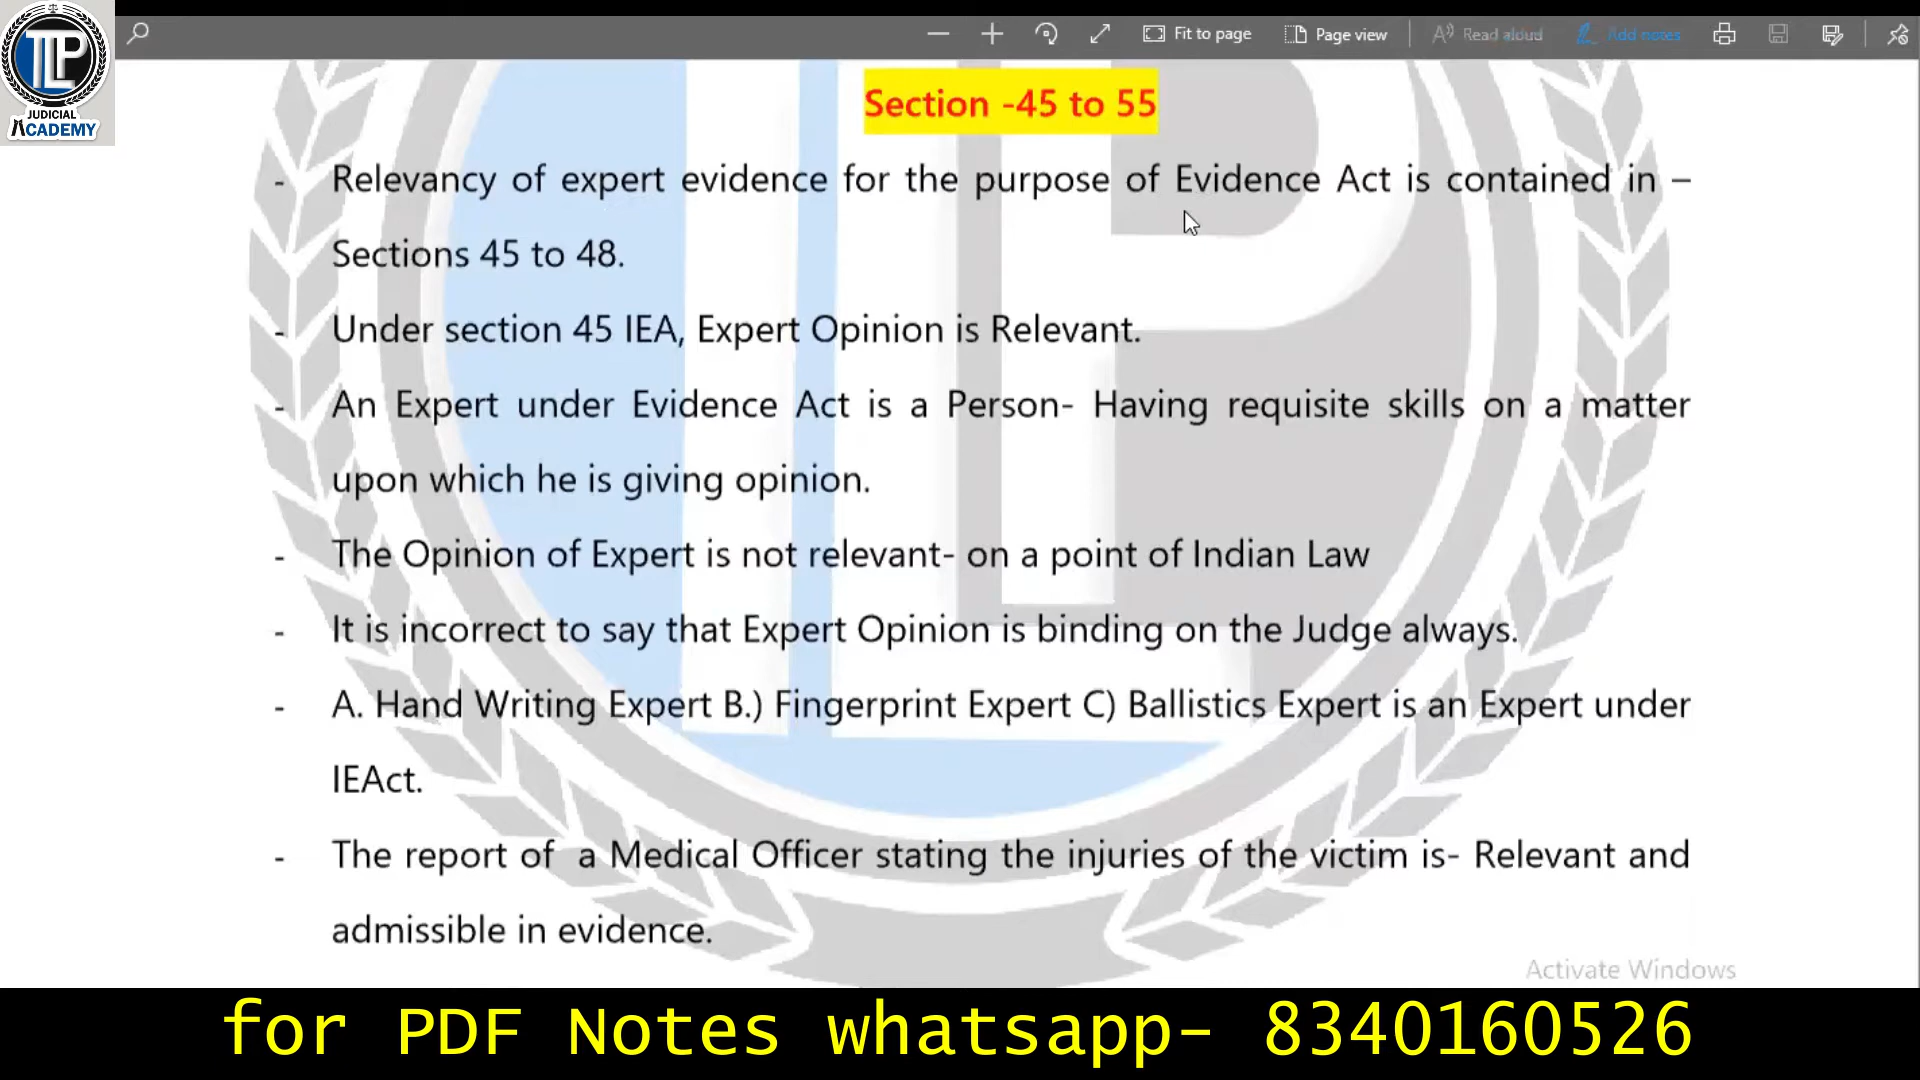 TLP
JUDICIAL
ACADEMY
Fit to page
Page view
Read aloud
Add notes
Section -45 to 55
- Relevancy of expert evidence for the purpose of Evidence Act is contained in –
Sections 45 to 48.
- Under section 45 IEA, Expert Opinion is Relevant.
- An Expert under Evidence Act is a Person- Having requisite skills on a matter
upon which he is giving opinion.
- The Opinion of Expert is not relevant- on a point of Indian Law
- It is incorrect to say that Expert Opinion is binding on the Judge always.
- A. Hand Writing Expert B.) Fingerprint Expert C) Ballistics Expert is an Expert under
IEAct.
- The report of a Medical Officer stating the injuries of the victim is- Relevant and
admissible in evidence.
Activate Windows
for PDF Notes whatsapp- 8340160526